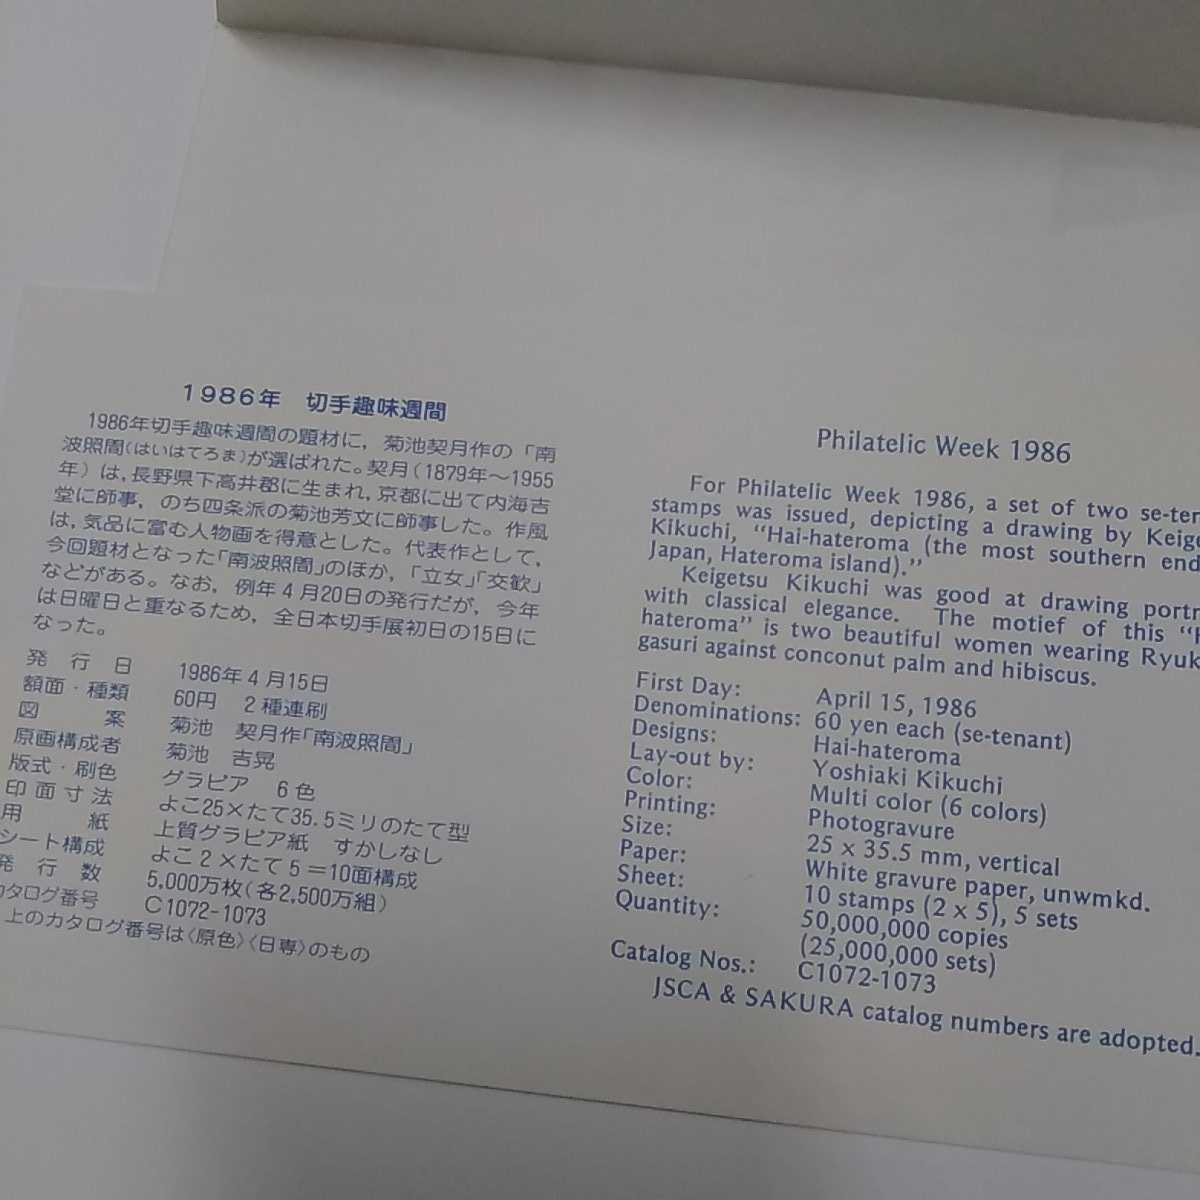 1986年　切手趣味週間
1986年切手趣味週間の題材に，菊池契月作の「南
波照間（はいはてろま）が選ばれた。契月（1879年～1955
年）は，長野県下高井郡に生まれ，京都に出て内海吉
堂に師事，のち四条派の菊池芳文に師事した。作風
は，気品に富む人物画を得意とした。代表作として，
今回題材となった「南波照間」のほか，「立女」「交歓」
などがある。なお，例年４月20日の発行だが，今年
は日曜日と重なるため，全日本切手展初日の15日に
なった。
発　行　日　1986年４月15日
額面・種類　60円　２種連刷
図　　　案　菊池　契月作「南波照間」
原画構成者　菊池　吉晃
版式・刷色　グラビア　６色
印面寸法　よこ25×たて35.5ミリのたて型
用　　　紙　上質グラビア紙　すかしなし
シート構成　よこ２×たて５＝10面構成
発　行　数　5,000万枚（各2,500万組）
カタログ番号　C1072-1073
上のカタログ番号は〈原色〉〈日専〉のもの
Philatelic Week 1986
For Philatelic Week 1986, a set of two se-ten
stamps was issued, depicting a drawing by Keige
Kikuchi, “Hai-hateroma (the most southern end
Japan, Hateroma island).”
Keigetsu Kikuchi was good at drawing portr
with classical elegance. The motif of this “H
hateroma” is two beautiful women wearing Ryuk
gasuri against conconut palm and hibiscus.
First Day: April 15, 1986
Denominations: 60 yen each (se-tenant)
Designs: Hai-hateroma
Lay-out by: Yoshiaki Kikuchi
Color: Multi color (6 colors)
Printing: Photogravure
Size: 25 × 35.5 mm, vertical
Paper: White gravure paper, unwmkd.
Sheet: 10 stamps (2 × 5), 5 sets
Quantity: 50,000,000 copies
(25,000,000 sets)
Catalog Nos.: C1072-1073
JSCA & SAKURA catalog numbers are adopted.